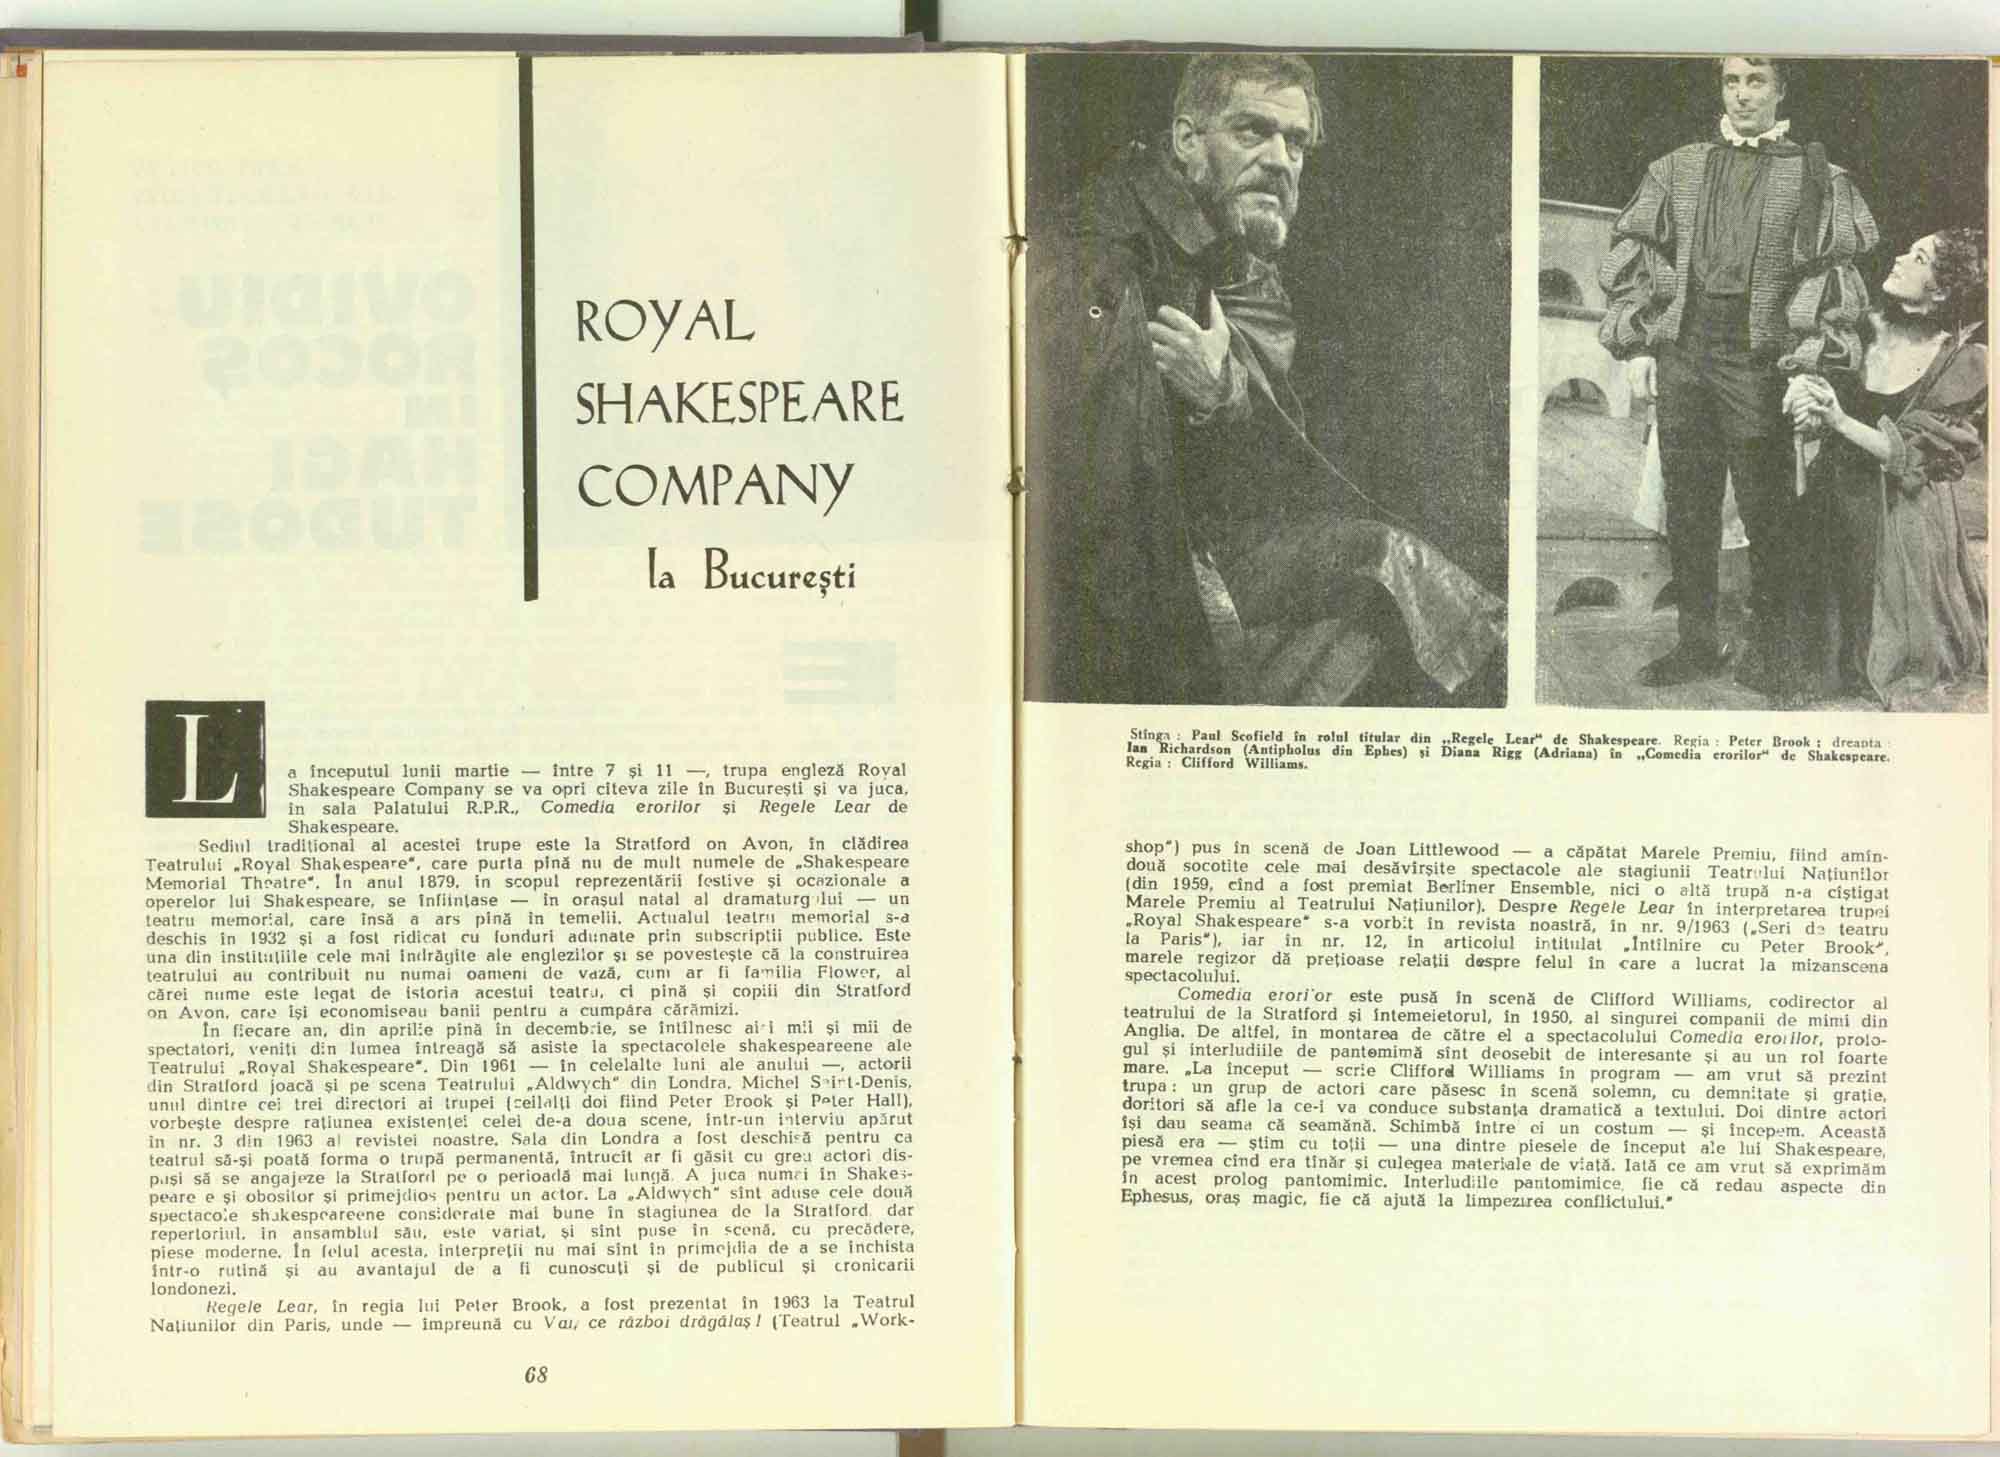 ROYAL
SHAKESPEARE
COMPANY
la București
La începutul lunii martie — între 7 și 11 —, trupa engleză Royal
Shakespeare Company se va opri cîteva zile în București și va juca,
în sala Palatului R.P.R., Comedia erorilor și Regele Lear de
Shakespeare.
Sediul tradițional al acestei trupe este la Stratford on Avon, în clădirea
Teatrului „Royal Shakespeare", care purta pînă nu de mult numele de „Shakespeare
Memorial Theatre". În anul 1879, în scopul reprezentării festive și ocazionale a
operelor lui Shakespeare, se înființase — în orașul natal al dramaturgului — un
teatru memorial, care însă a ars pînă în temelii. Actualul teatru memorial s-a
deschis în 1932 și a fost ridicat cu fonduri adunate prin subscripții publice. Este
una din instituțiile cele mai îndrăgite ale englezilor și se povestește că la construirea
teatrului au contribuit nu numai oameni de vază, cum ar fi familia Flower, al
cărei nume este legat de istoria acestui teatru, ci pînă și copiii din Stratford
on Avon, care își economiseau banii pentru a cumpăra cărămizi.
În fiecare an, din aprilie pînă în decembrie, se întîlnesc aici mii și mii de
spectatori, veniți din lumea întreagă să asiste la spectacolele shakespeareene ale
Teatrului „Royal Shakespeare". Din 1961 — în celelalte luni ale anului —, actorii
din Stratford joacă și pe scena Teatrului „Aldwych" din Londra. Michel Saint-Denis,
unul dintre cei trei directori ai trupei (ceilalți doi fiind Peter Brook și Peter Hall),
vorbește despre rațiunea existenței celei de-a doua scene, într-un interviu apărut
în nr. 3 din 1963 al revistei noastre. Sala din Londra a fost deschisă pentru ca
teatrul să-și poată forma o trupă permanentă, întrucît ar fi găsit cu greu actori dis-
puși să se angajeze la Stratford pe o perioadă mai lungă. A juca numai în Shakes-
peare e și obositor și primejdios pentru un actor. La „Aldwych" sînt aduse cele două
spectacole shakespeareene considerate mai bune în stagiunea de la Stratford, dar
repertoriul, în ansamblul său, este variat, și sînt puse în scenă, cu precădere,
piese moderne. În felul acesta, interpreții nu mai sînt în primejdia de a se închista
într-o rutină și au avantajul de a fi cunoscuți și de publicul și cronicarii
londonezi.
Regele Lear, în regia lui Peter Brook, a fost prezentat în 1963 la Teatrul
Națiunilor din Paris, unde — împreună cu Vai, ce război drăgălaș! (Teatrul „Work-
68
Stînga : Paul Scofield în rolul titular din „Regele Lear" de Shakespeare. Regia : Peter Brook ; dreapta :
Ian Richardson (Antipholus din Ephes) și Diana Rigg (Adriana) în „Comedia erorilor" de Shakespeare.
Regia : Clifford Williams.
shop") pus în scenă de Joan Littlewood — a căpătat Marele Premiu, fiind amîn-
două socotite cele mai desăvîrșite spectacole ale stagiunii Teatrului Națiunilor
(din 1959, cînd a fost premiat Berliner Ensemble, nici o altă trupă n-a cîștigat
Marele Premiu al Teatrului Națiunilor). Despre Regele Lear în interpretarea trupei
„Royal Shakespeare" s-a vorbit în revista noastră, în nr. 9/1963 („Seri de teatru
la Paris"), iar în nr. 12, în articolul intitulat „Întîlnire cu Peter Brook",
marele regizor dă prețioase relații despre felul în care a lucrat la mizanscena
spectacolului.
Comedia erorilor este pusă în scenă de Clifford Williams, codirector al
teatrului de la Stratford și întemeietorul, în 1950, al singurei companii de mimi din
Anglia. De altfel, în montarea de către el a spectacolului Comedia erorilor, prolo-
gul și interludiile de pantomimă sînt deosebit de interesante și au un rol foarte
mare. „La început — scrie Clifford Williams în program — am vrut să prezint
trupa : un grup de actori care pășesc în scenă solemn, cu demnitate și grație,
doritori să afle la ce-i va conduce substanța dramatică a textului. Doi dintre actori
își dau seama că seamănă. Schimbă între ei un costum — și începem. Această
piesă era — știm cu toții — una dintre piesele de început ale lui Shakespeare,
pe vremea cînd era tînăr și culegea materiale de viață. Iată ce am vrut să exprimăm
în acest prolog pantomimic. Interludiile pantomimice, fie că redau aspecte din
Ephesus, oraș magic, fie că ajută la limpezirea conflictului."